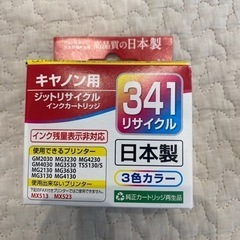 高品質の日本製
キヤノン用
ジットリサイクル
インクカートリッジ
341
リサイクル
インク残量表示非対応
日本製
3色カラー
使用できるプリンター
GM2030 MG3230 MG4230
GM4030 MG3530 TS5130/S
MG2130 MG3630
MG3130 MG4130
使用出来ないプリンター
MX513 MX523
純正カートリッジ再生品